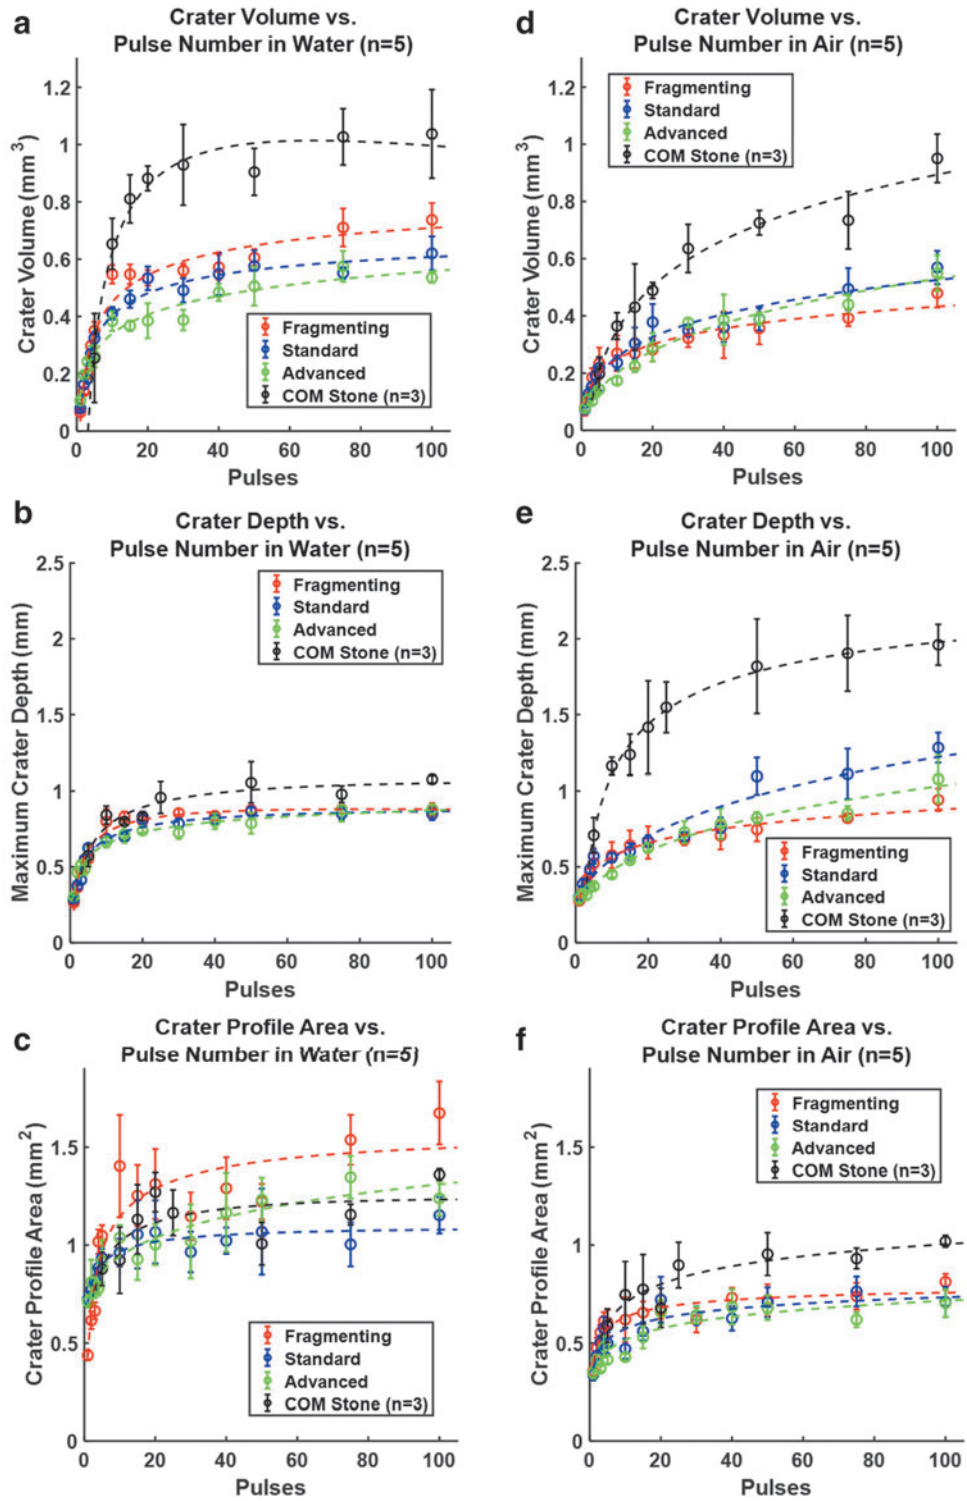 a
Crater Volume vs.
Pulse Number in Water (n=5)
Crater Volume (mm3)
1.2
1
0.8
0.6
0.4
0.2
0
Fragmenting
Standard
Advanced
COM Stone (n=3)
0 20 40 60 80 100
Pulses
d
Crater Volume vs.
Pulse Number in Air (n=5)
Crater Volume (mm3)
1.2
1
0.8
0.6
0.4
0.2
0
Fragmenting
Standard
Advanced
COM Stone (n=3)
0 20 40 60 80 100
Pulses
b
Crater Depth vs.
Pulse Number in Water (n=5)
Maximum Crater Depth (mm)
2.5
2
1.5
1
0.5
0
Fragmenting
Standard
Advanced
COM Stone (n=3)
0 20 40 60 80 100
Pulses
e
Crater Depth vs.
Pulse Number in Air (n=5)
Maximum Crater Depth (mm)
2.5
2
1.5
1
0.5
0
Fragmenting
Standard
Advanced
COM Stone (n=3)
0 20 40 60 80 100
Pulses
c
Crater Profile Area vs.
Pulse Number in Water (n=5)
Crater Profile Area (mm2)
1.5
1
0.5
0
Fragmenting
Standard
Advanced
COM Stone (n=3)
0 20 40 60 80 100
Pulses
f
Crater Profile Area vs.
Pulse Number in Air (n=5)
Crater Profile Area (mm2)
1.5
1
0.5
0
Fragmenting
Standard
Advanced
COM Stone (n=3)
0 20 40 60 80 100
Pulses